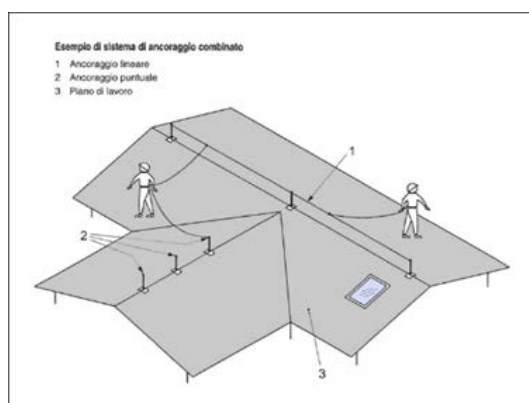 Esempio di sistema di ancoraggio combinato
1 Ancoraggio lineare
2 Ancoraggio puntuale
3 Piano di lavoro
1
2
3